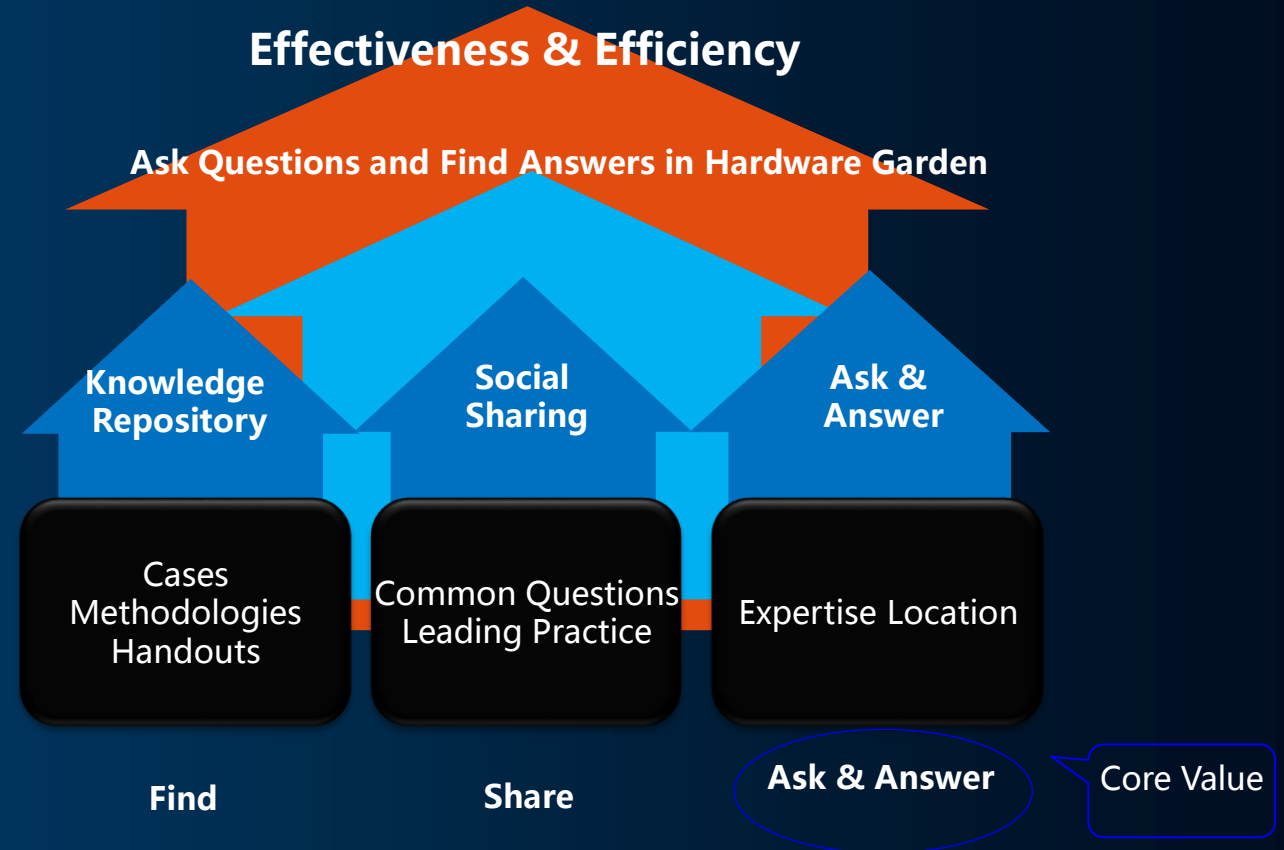 Effectiveness & Efficiency
Ask Questions and Find Answers in Hardware Garden
Knowledge
Repository
Social
Sharing
Ask &
Answer
Cases
Methodologies
Handouts
Common Questions
Leading Practice
Expertise Location
Find
Share
Ask & Answer
Core Value